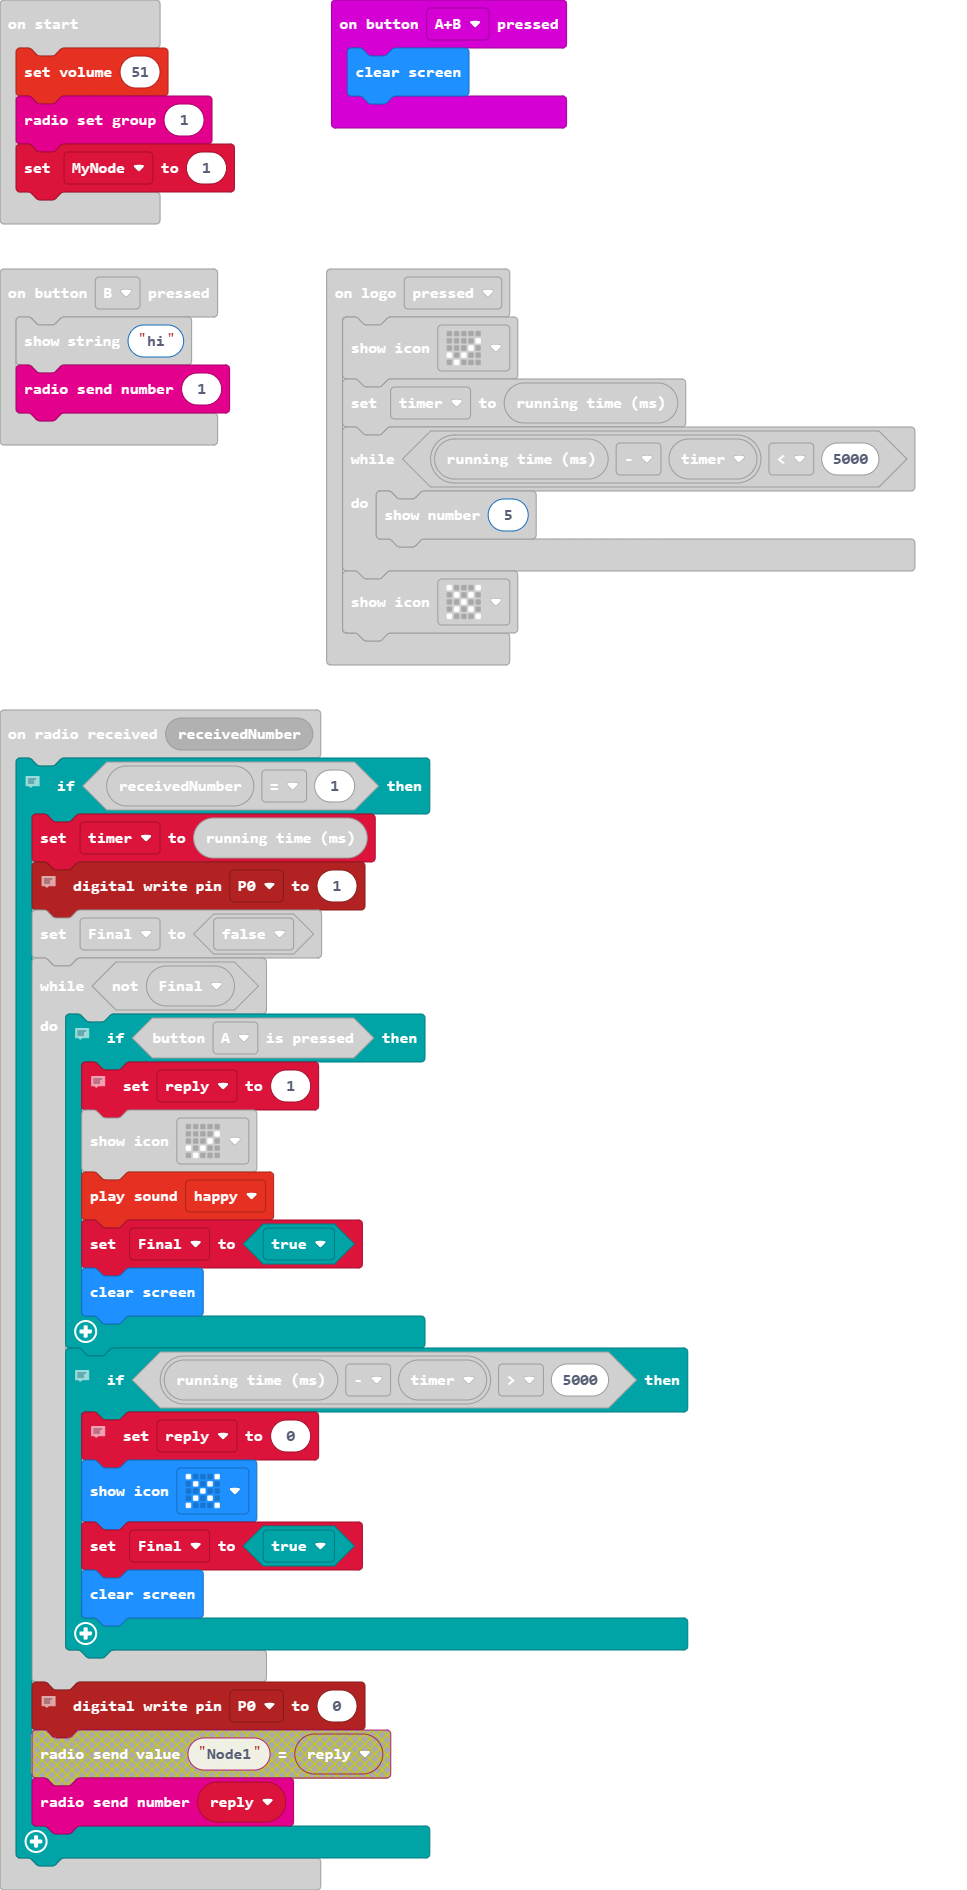 on start
set volume 51
radio set group 1
set MyNode to 1
on button A+B pressed
clear screen
on button B pressed
show string "hi"
radio send number 1
on logo pressed
show icon
set timer to running time (ms)
while running time (ms) - timer < 5000
do show number 5
show icon
on radio received receivedNumber
if receivedNumber = 1 then
set timer to running time (ms)
digital write pin P0 to 1
set Final to false
while not Final
do
if button A is pressed then
set reply to 1
show icon
play sound happy
set Final to true
clear screen
if running time (ms) - timer > 5000 then
set reply to 0
show icon
set Final to true
clear screen
digital write pin P0 to 0
radio send value "Node1" = reply
radio send number reply